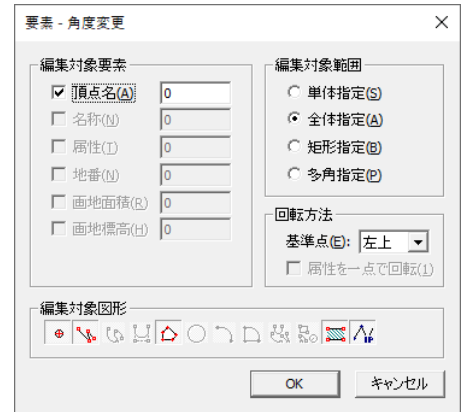 要素 - 角度変更
編集対象要素
頂点名(A) 0
名称(N) 0
属性(T) 0
地番(N) 0
画地面積(R) 0
画地標高(H) 0
編集対象範囲
単体指定(S)
全体指定(A)
矩形指定(B)
多角指定(P)
回転方法
基準点(E): 左上
属性を一点で回転(1)
編集対象図形
IP
OK キャンセル